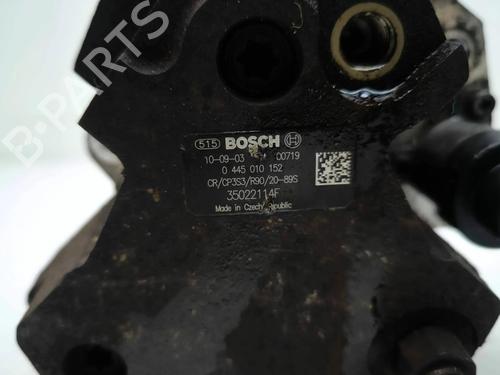 B-PARTS
515 BOSCH
10-09-03 00719
0 445 010 152
CR/CP3S3/R90/20-89S
35022114F
Made in Czech Republic